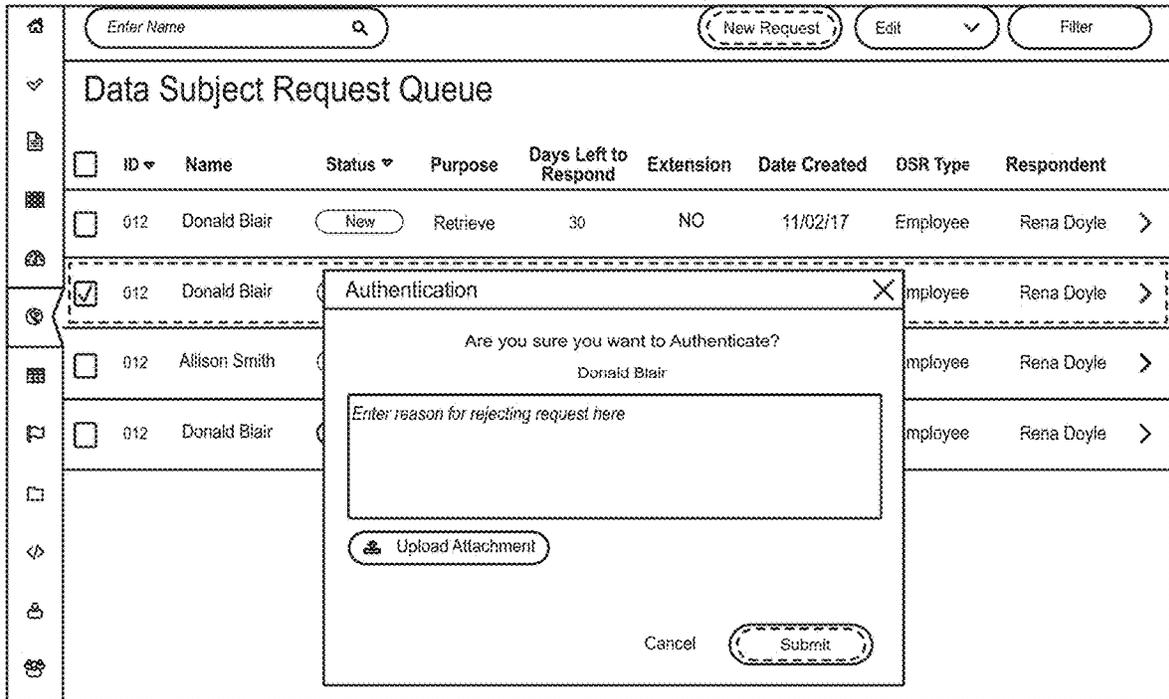 Enter Name New Request Edit Filter
Data Subject Request Queue
ID Name Status Purpose Days Left to Respond Extension Date Created DSR Type Respondent
012 Donald Blair New Retrieve 30 NO 11/02/17 Employee Rena Doyle
012 Donald Blair mployee Rena Doyle
Authentication
Are you sure you want to Authenticate?
Donald Blair
012 Allison Smith mployee Rena Doyle
Enter reason for rejecting request here
012 Donald Blair mployee Rena Doyle
Upload Attachment
Cancel Submit